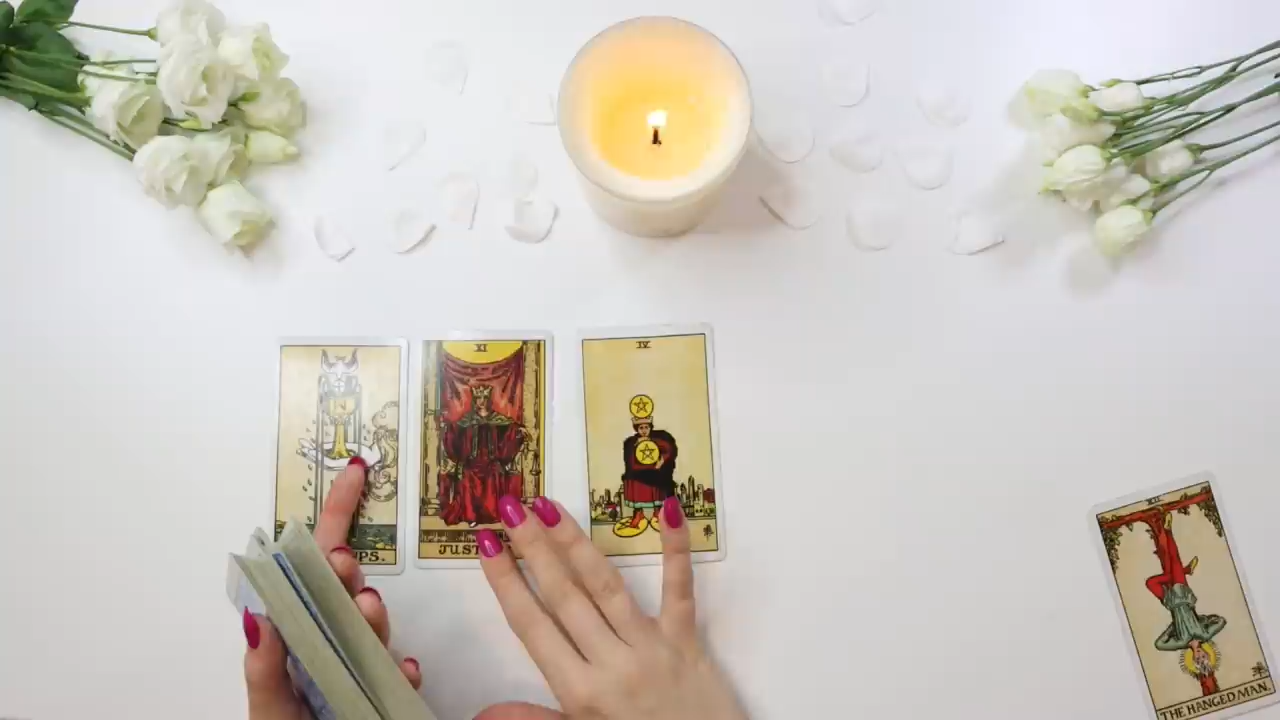 XI
IV
UPS.
JUST
XII
THE HANGED MAN.